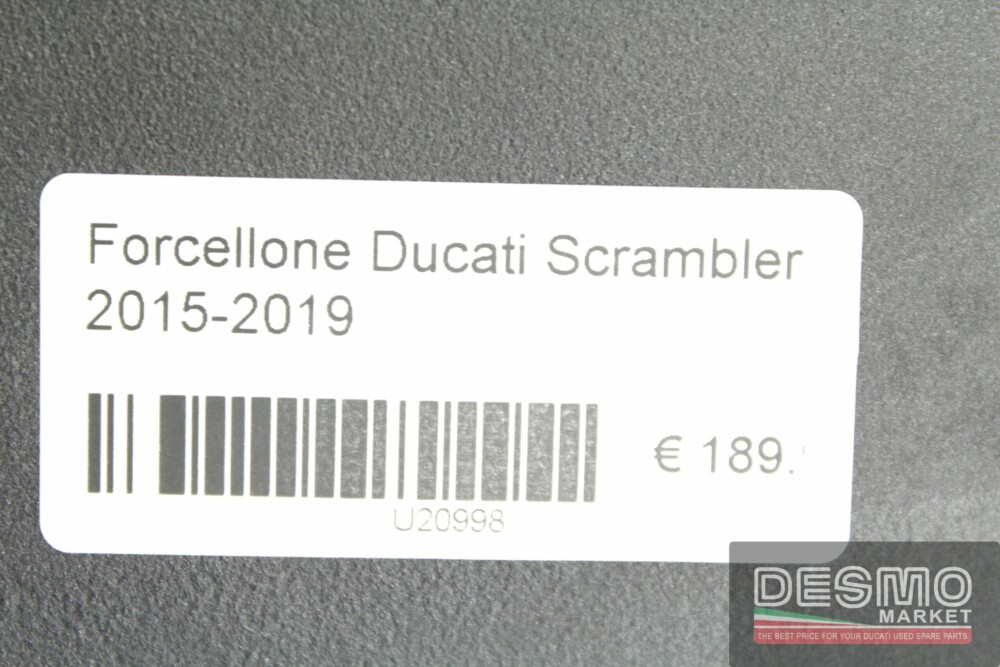 Forcellone Ducati Scrambler
2015-2019
€ 189.
U20998
DESMO
MARKET
THE BEST PRICE FOR YOUR DUCATI USED SPARE PARTS